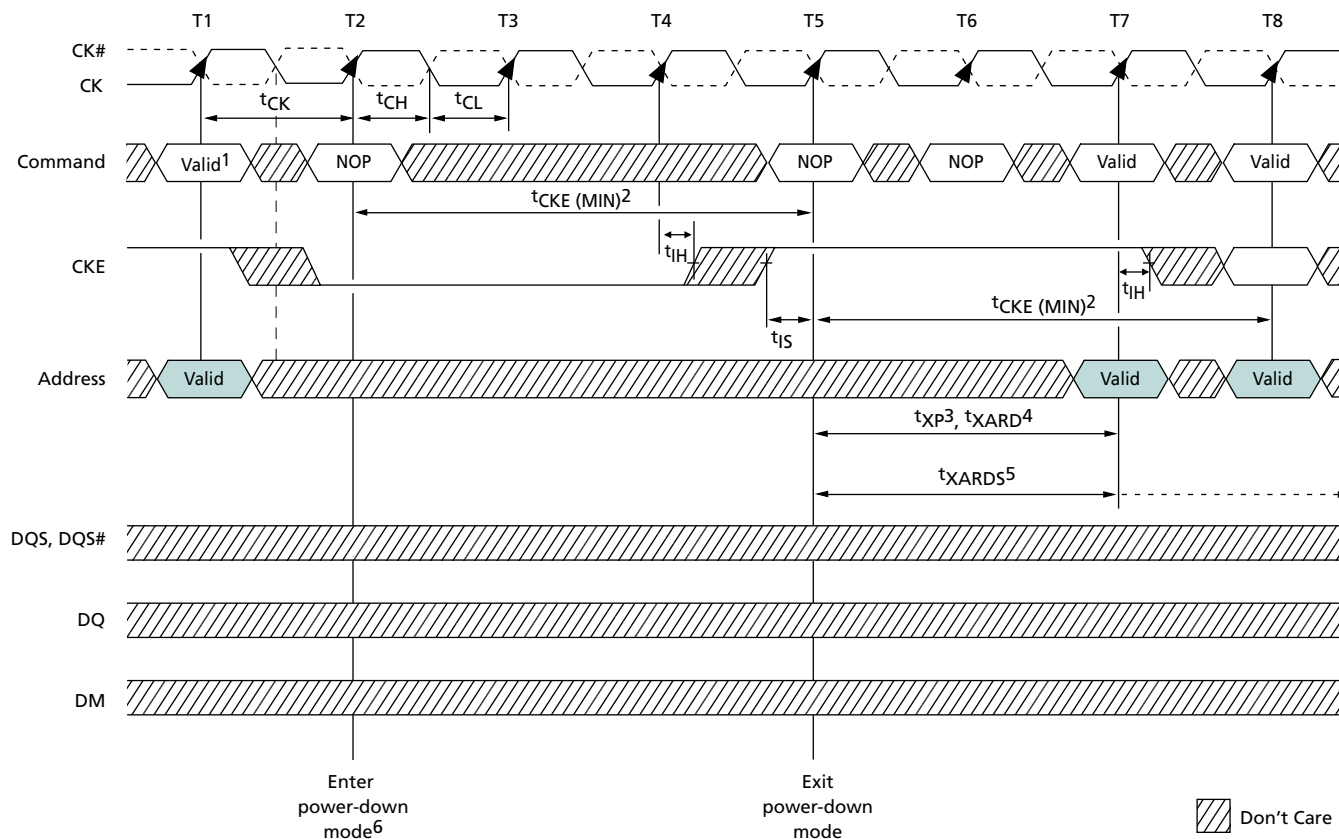 T1 T2 T3 T4 T5 T6 T7 T8
CK#
CK
tCK tCH tCL
Command Valid1 NOP NOP NOP Valid Valid
tCKE (MIN)2
tIH
CKE
tIH
tCKE (MIN)2
tIS
Address Valid Valid Valid
tXP3, tXARD4
tXARDS5
DQS, DQS#
DQ
DM
Enter
power-down
mode6
Exit
power-down
mode
Don't Care